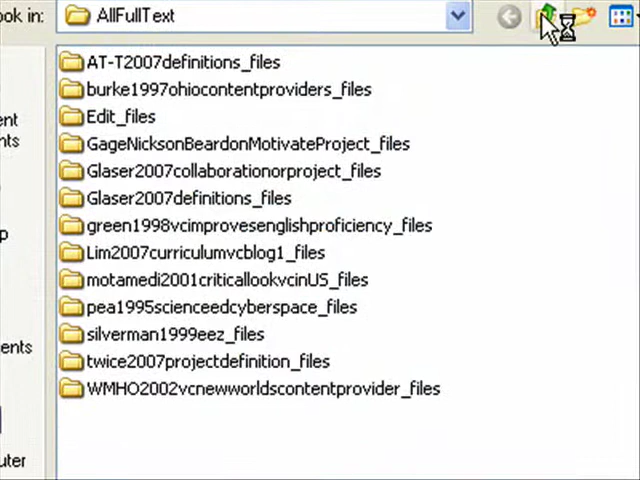 ook in: AllFullText
AT-T2007definitions_files
burke1997ohiocontentproviders_files
Edit_files
GageNicksonBeardonMotivateProject_files
Glaser2007collaborationorproject_files
Glaser2007definitions_files
green1998vcimprovesenglishproficiency_files
Lim2007curriculumvcblog1_files
motamedi2001criticallookvcinUS_files
pea1995scienceedcyberspace_files
silverman1999eez_files
twice2007projectdefinition_files
WMHO2002vcnewworldscontentprovider_files
ent
nts
p
ents
uter